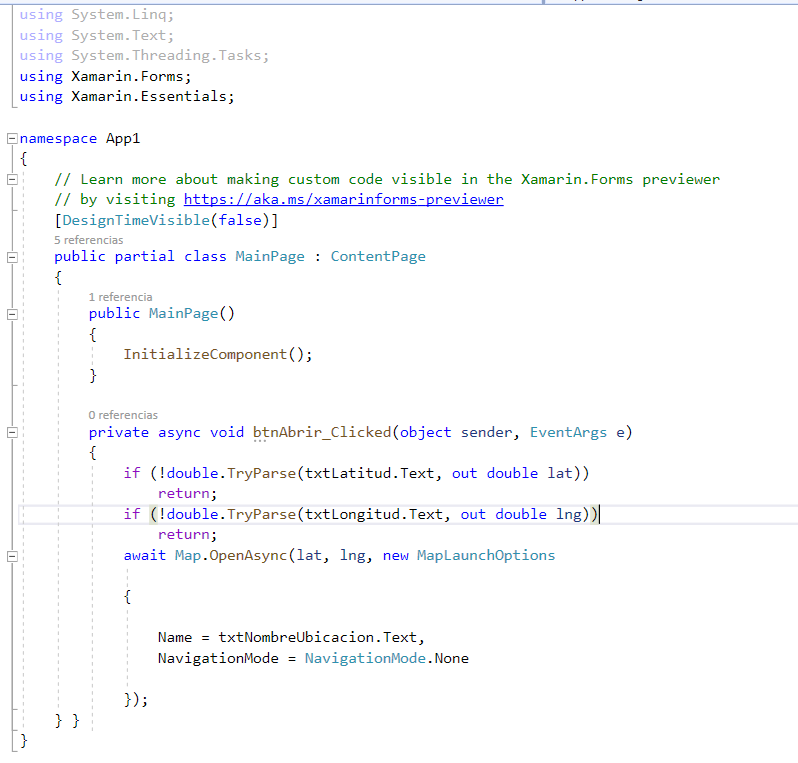 using System.Linq;
using System.Text;
using System.Threading.Tasks;
using Xamarin.Forms;
using Xamarin.Essentials;
namespace App1
{
// Learn more about making custom code visible in the Xamarin.Forms previewer
// by visiting https://aka.ms/xamarinforms-previewer
[DesignTimeVisible(false)]
5 referencias
public partial class MainPage : ContentPage
{
1 referencia
public MainPage()
{
InitializeComponent();
}
0 referencias
private async void btnAbrir_Clicked(object sender, EventArgs e)
{
if (!double.TryParse(txtLatitud.Text, out double lat))
return;
if (!double.TryParse(txtLongitud.Text, out double lng))
return;
await Map.OpenAsync(lat, lng, new MapLaunchOptions
{
Name = txtNombreUbicacion.Text,
NavigationMode = NavigationMode.None
});
} }
}